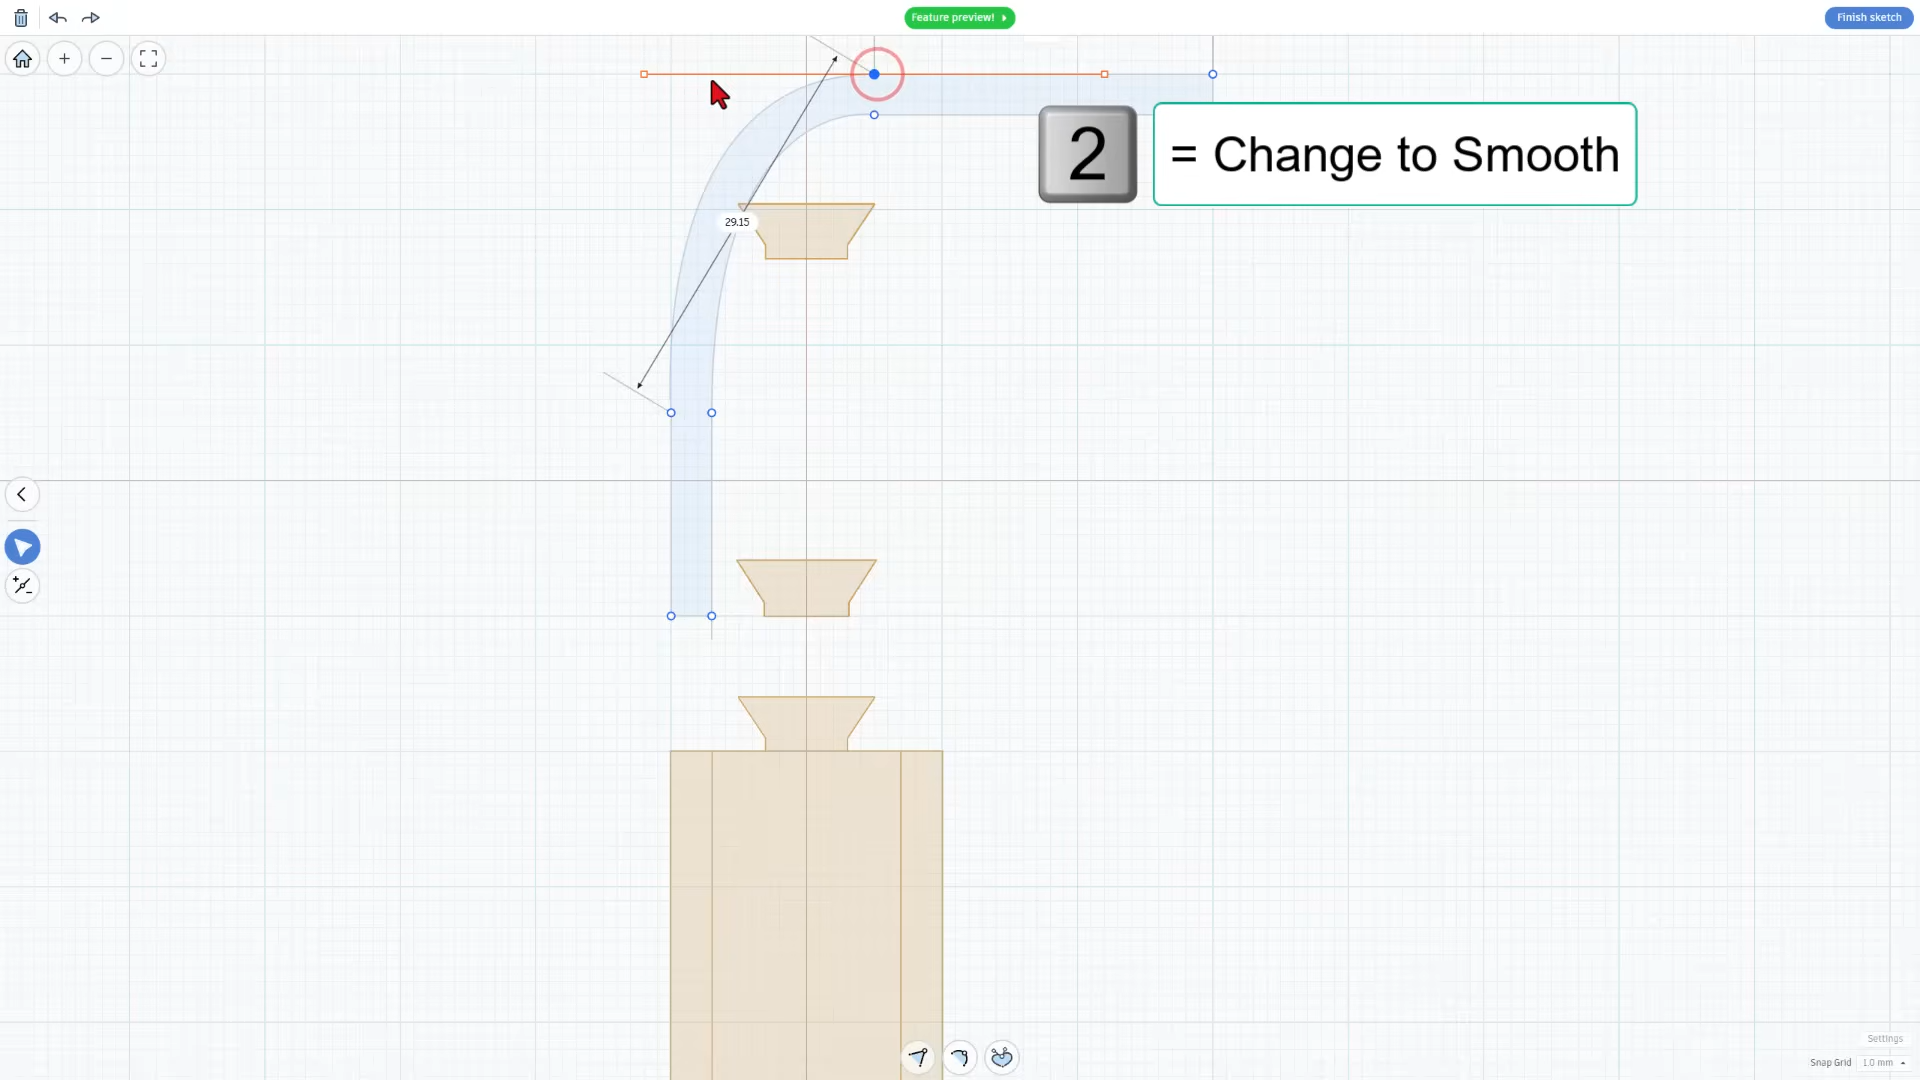 Feature preview!
Finish sketch
2 = Change to Smooth
29.15
Settings
Snap Grid 1.0 mm